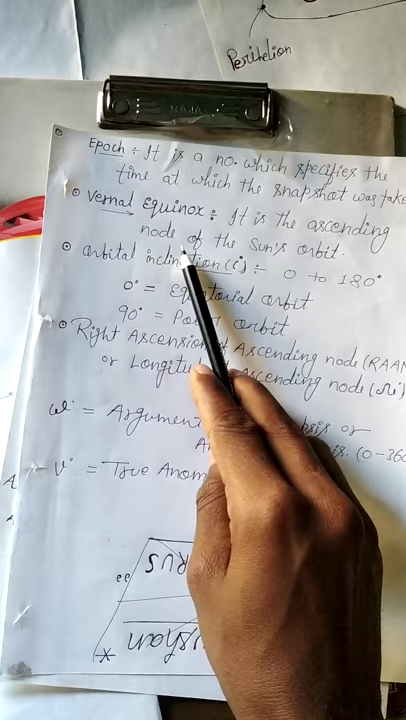 Perihelion
Epoch :- It is a no. which specifies the
time at which the snapshot was take
Vernal Equinox :- It is the ascending
node of the Sun's orbit.
Orbital inclination (i) :- 0 to 180°
0° = Equatorial orbit
90° = Polar orbit
Right Ascension of Ascending node (RAAN
or Ascending node
ω = Argument or
(0-360
V° = True Anom